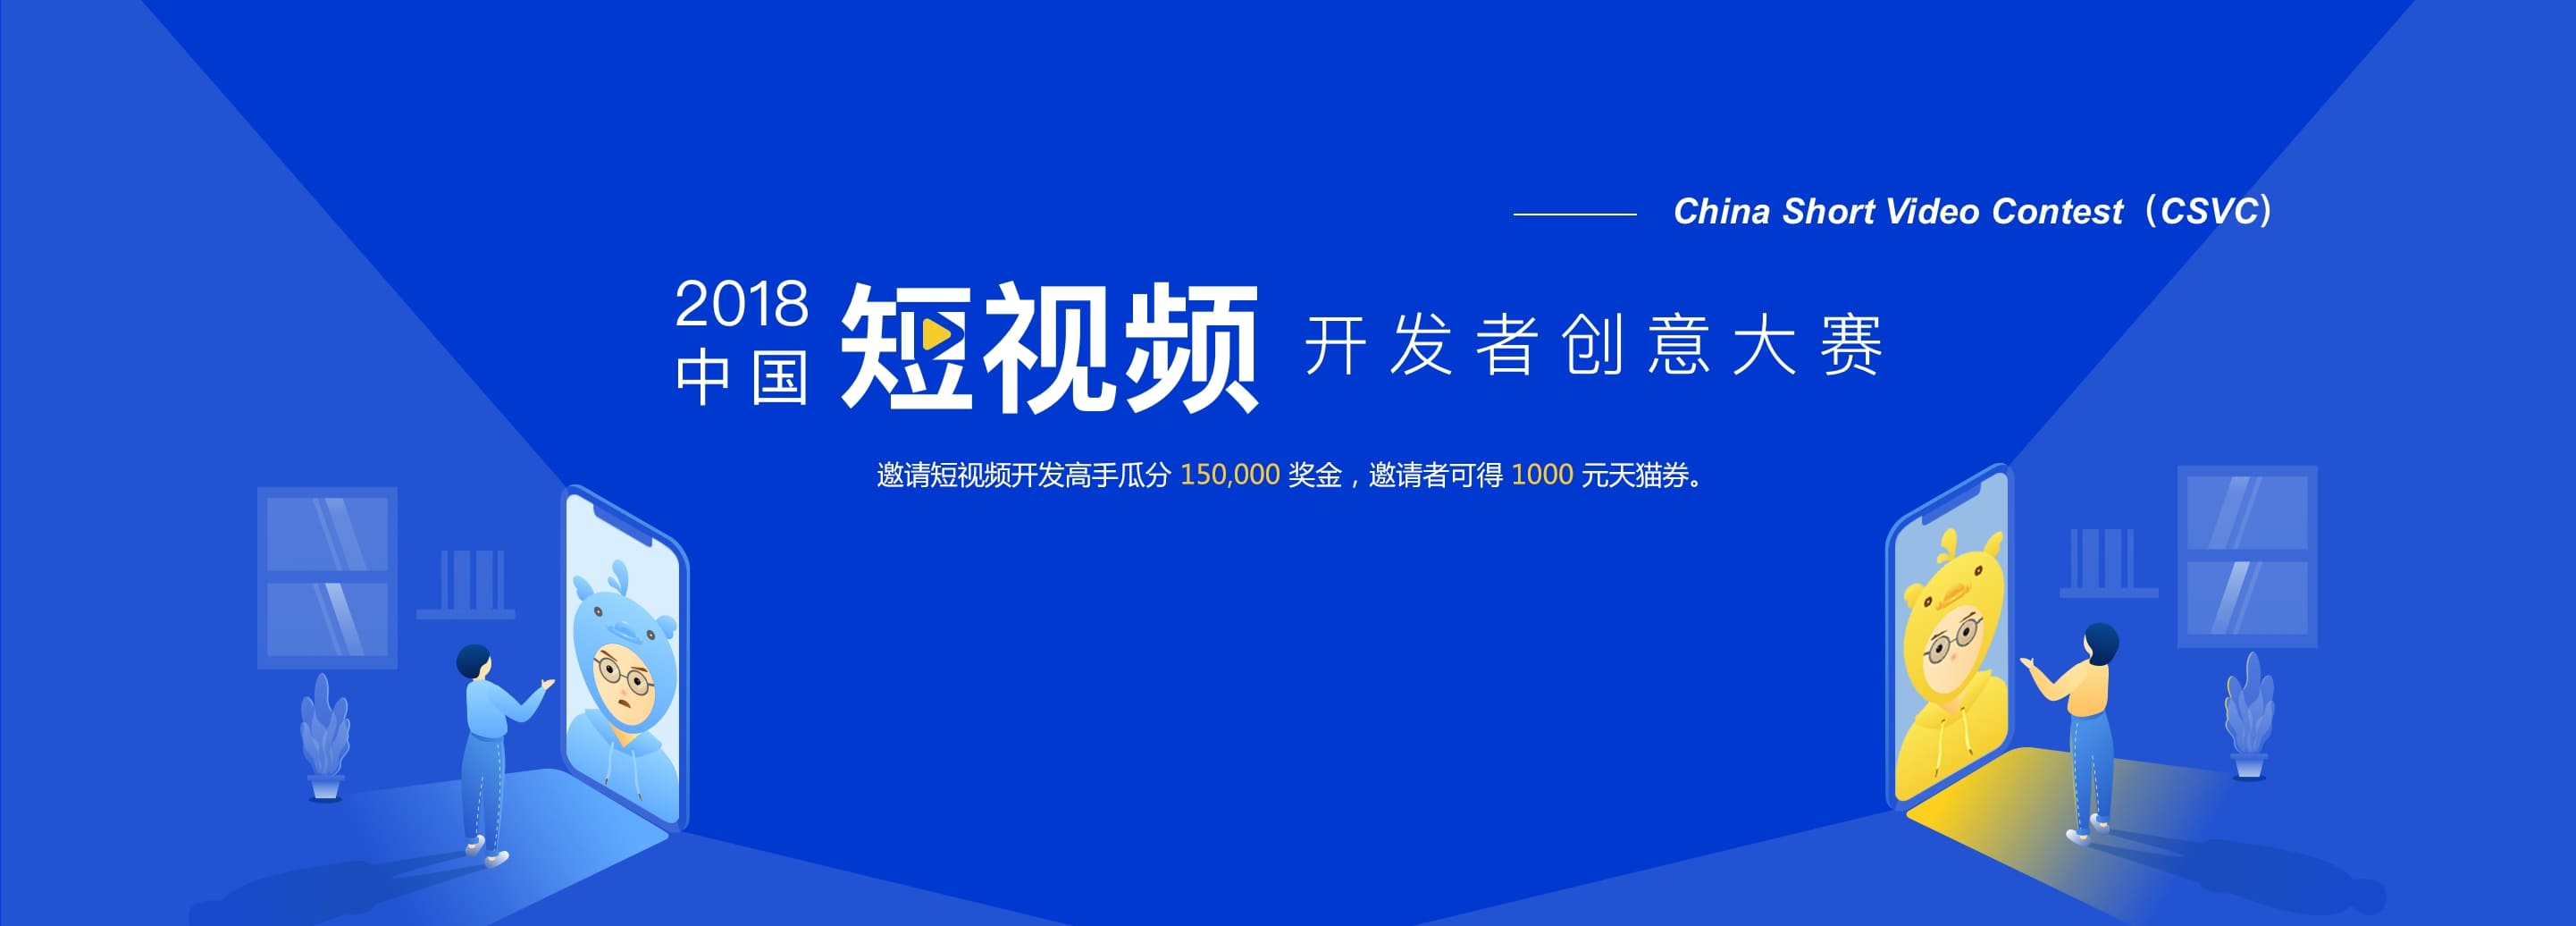 China Short Video Contest（CSVC）
2018
中国
短视频
开发者创意大赛
邀请短视频开发高手瓜分 150,000 奖金，邀请者可得 1000 元天猫券。